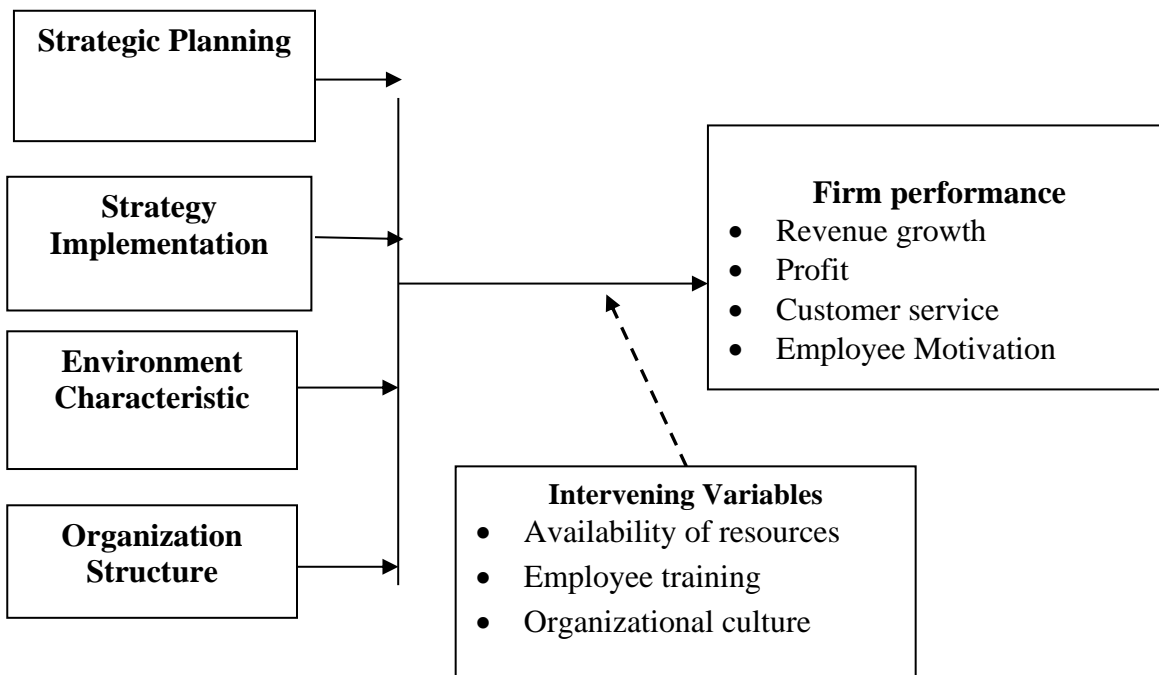 Strategic Planning
Strategy
Implementation
Environment
Characteristic
Organization
Structure
Firm performance
• Revenue growth
• Profit
• Customer service
• Employee Motivation
Intervening Variables
• Availability of resources
• Employee training
• Organizational culture